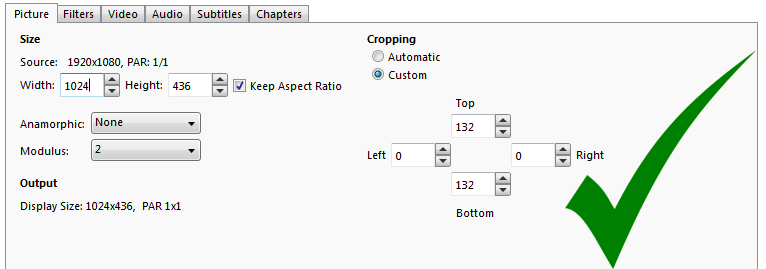 Picture Filters Video Audio Subtitles Chapters
Size
Source: 1920x1080, PAR: 1/1
Width: 1024 Height: 436 Keep Aspect Ratio
Anamorphic: None
Modulus: 2
Output
Display Size: 1024x436, PAR 1x1
Cropping
Automatic
Custom
Top
132
Left 0 0 Right
132
Bottom